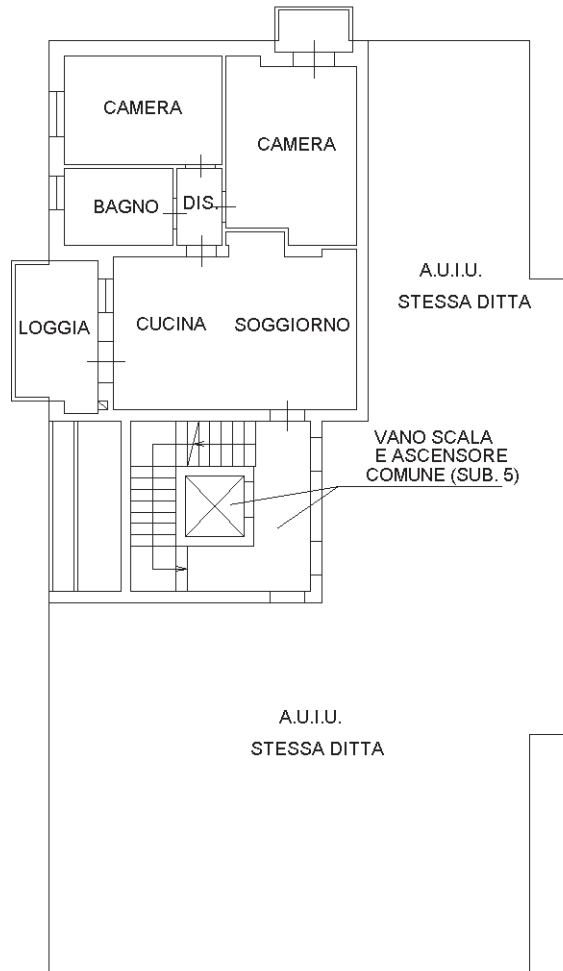 CAMERA
CAMERA
BAGNO
DIS.
A.U.I.U.
STESSA DITTA
LOGGIA
CUCINA
SOGGIORNO
VANO SCALA
E ASCENSORE
COMUNE (SUB. 5)
A.U.I.U.
STESSA DITTA